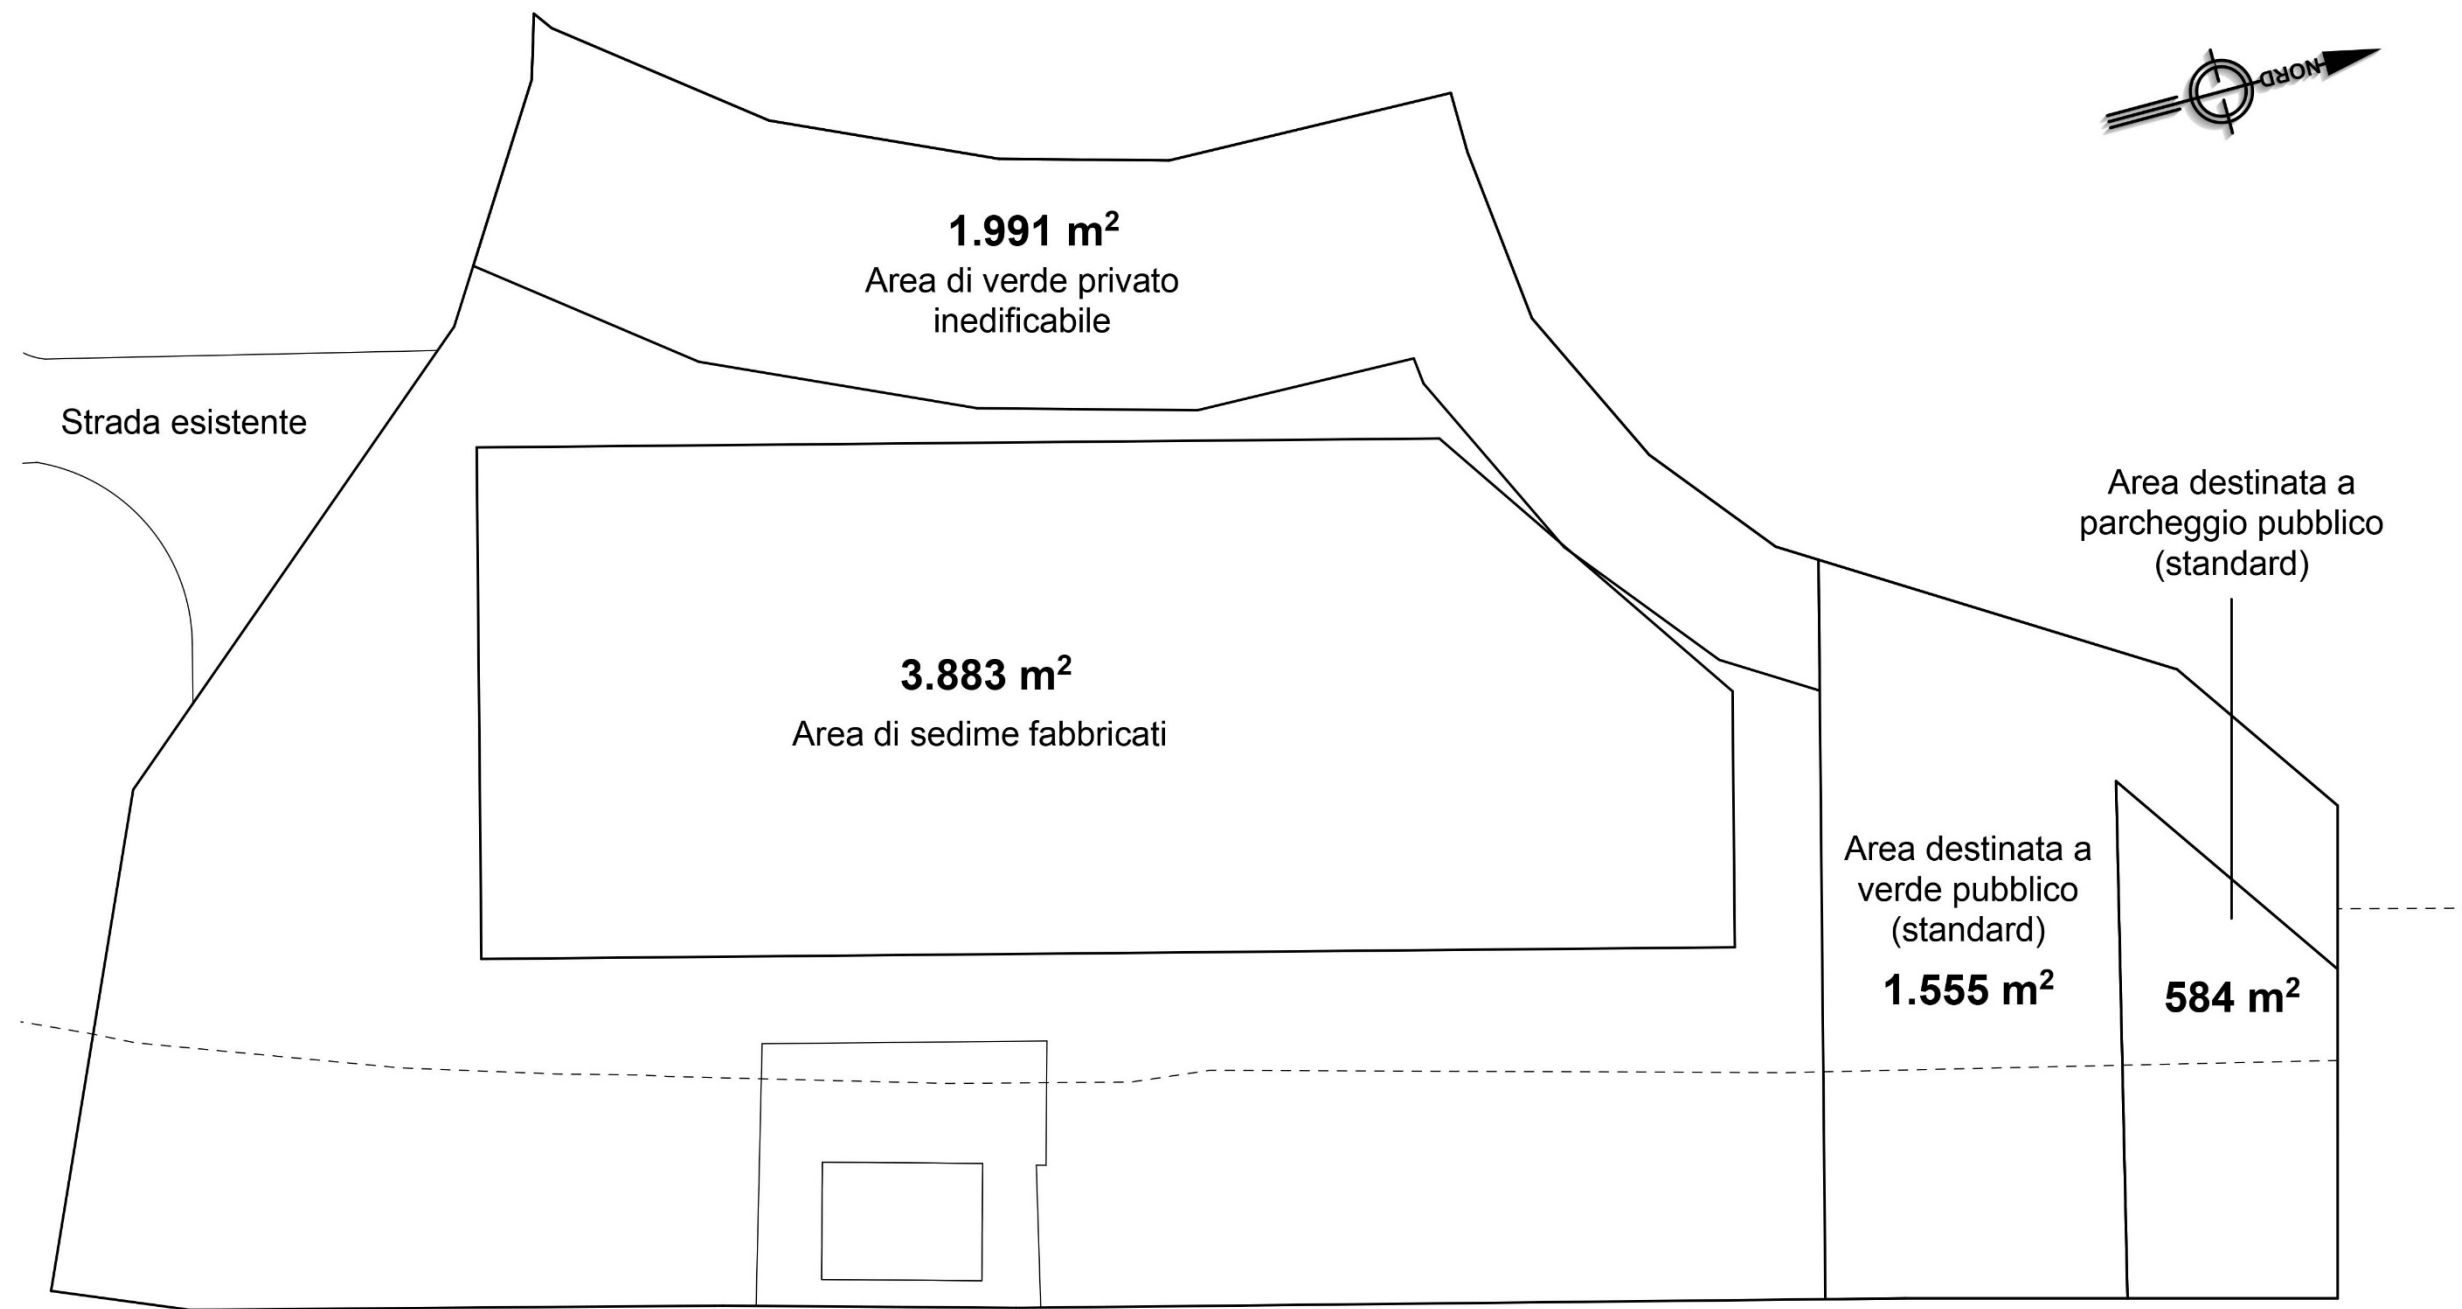 NORD
1.991 m²
Area di verde privato
inedificabile
Strada esistente
Area destinata a
parcheggio pubblico
(standard)
3.883 m²
Area di sedime fabbricati
Area destinata a
verde pubblico
(standard)
1.555 m²
584 m²